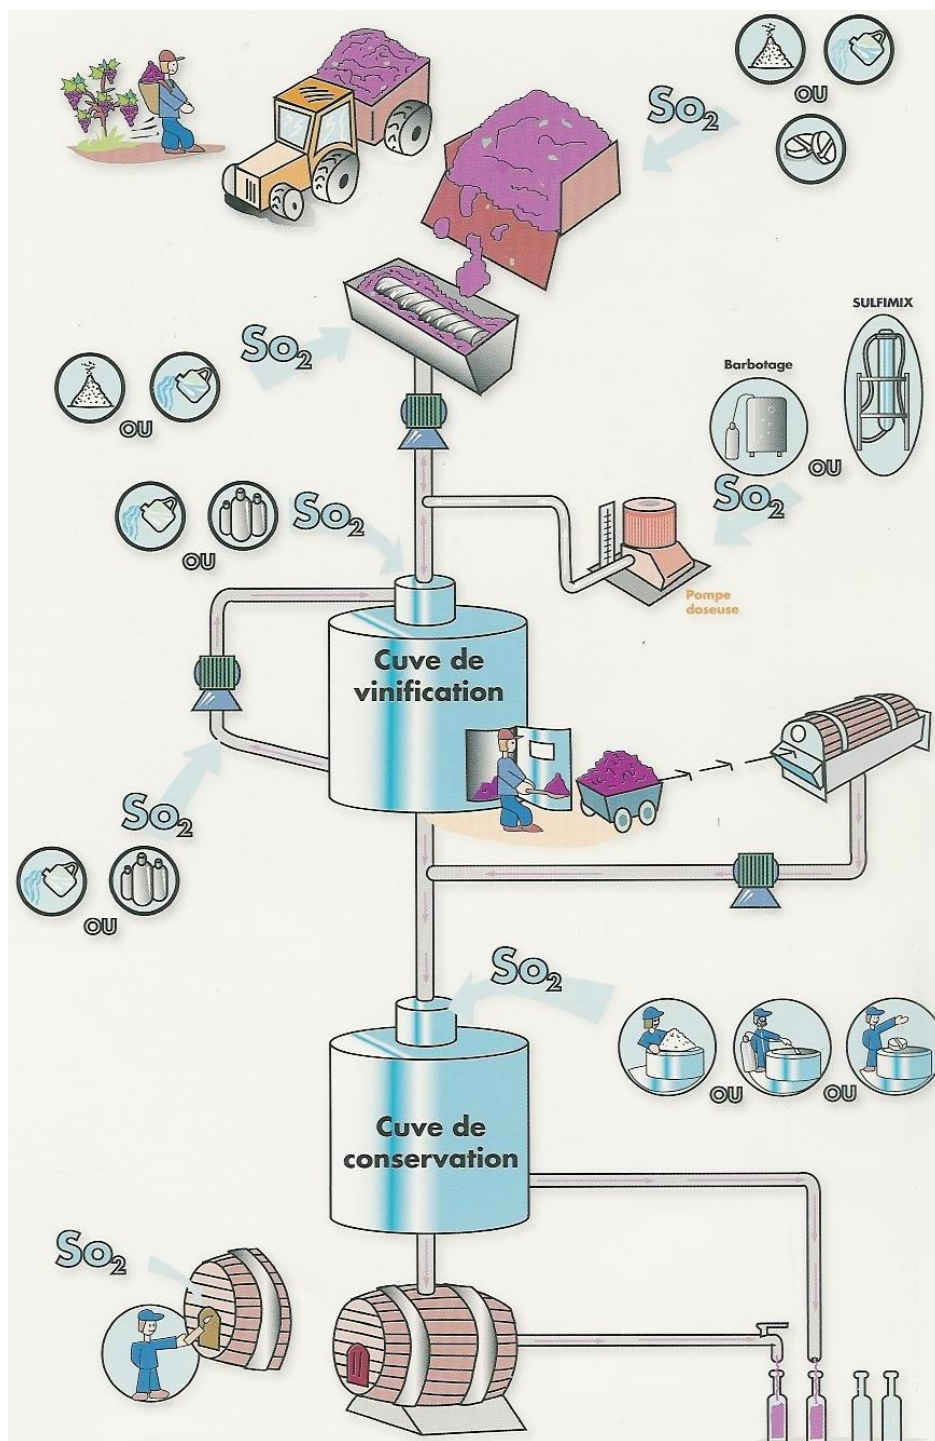 So2
OU
SULFIMIX
Barbotage
So2
OU
OU
So2
So2
OU
Pompe
doseuse
Cuve de
vinification
So2
OU
So2
OU
OU
Cuve de
conservation
So2